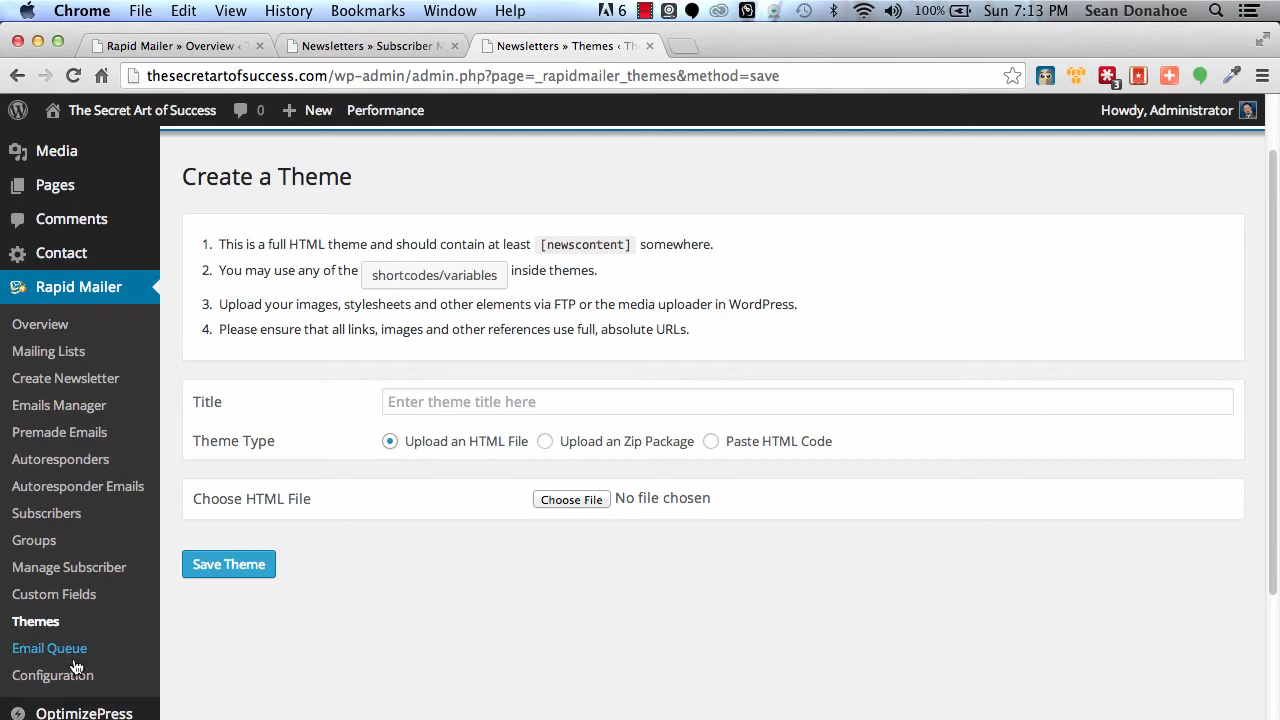 Chrome File Edit View History Bookmarks Window Help 6 100% Sun 7:13 PM Sean Donahoe
Rapid Mailer » Overview ‹ T
Newsletters » Subscriber M
Newsletters » Themes ‹ Th
thesecretartofsuccess.com/wp-admin/admin.php?page=_rapidmailer_themes&method=save
3
The Secret Art of Success 0 New Performance Howdy, Administrator
Media
Pages
Comments
Contact
Rapid Mailer
Overview
Mailing Lists
Create Newsletter
Emails Manager
Premade Emails
Autoresponders
Autoresponder Emails
Subscribers
Groups
Manage Subscriber
Custom Fields
Themes
Email Queue
Configuration
OptimizePress
Create a Theme
1. This is a full HTML theme and should contain at least [newscontent] somewhere.
2. You may use any of the shortcodes/variables inside themes.
3. Upload your images, stylesheets and other elements via FTP or the media uploader in WordPress.
4. Please ensure that all links, images and other references use full, absolute URLs.
Title Enter theme title here
Theme Type Upload an HTML File Upload an Zip Package Paste HTML Code
Choose HTML File Choose File No file chosen
Save Theme